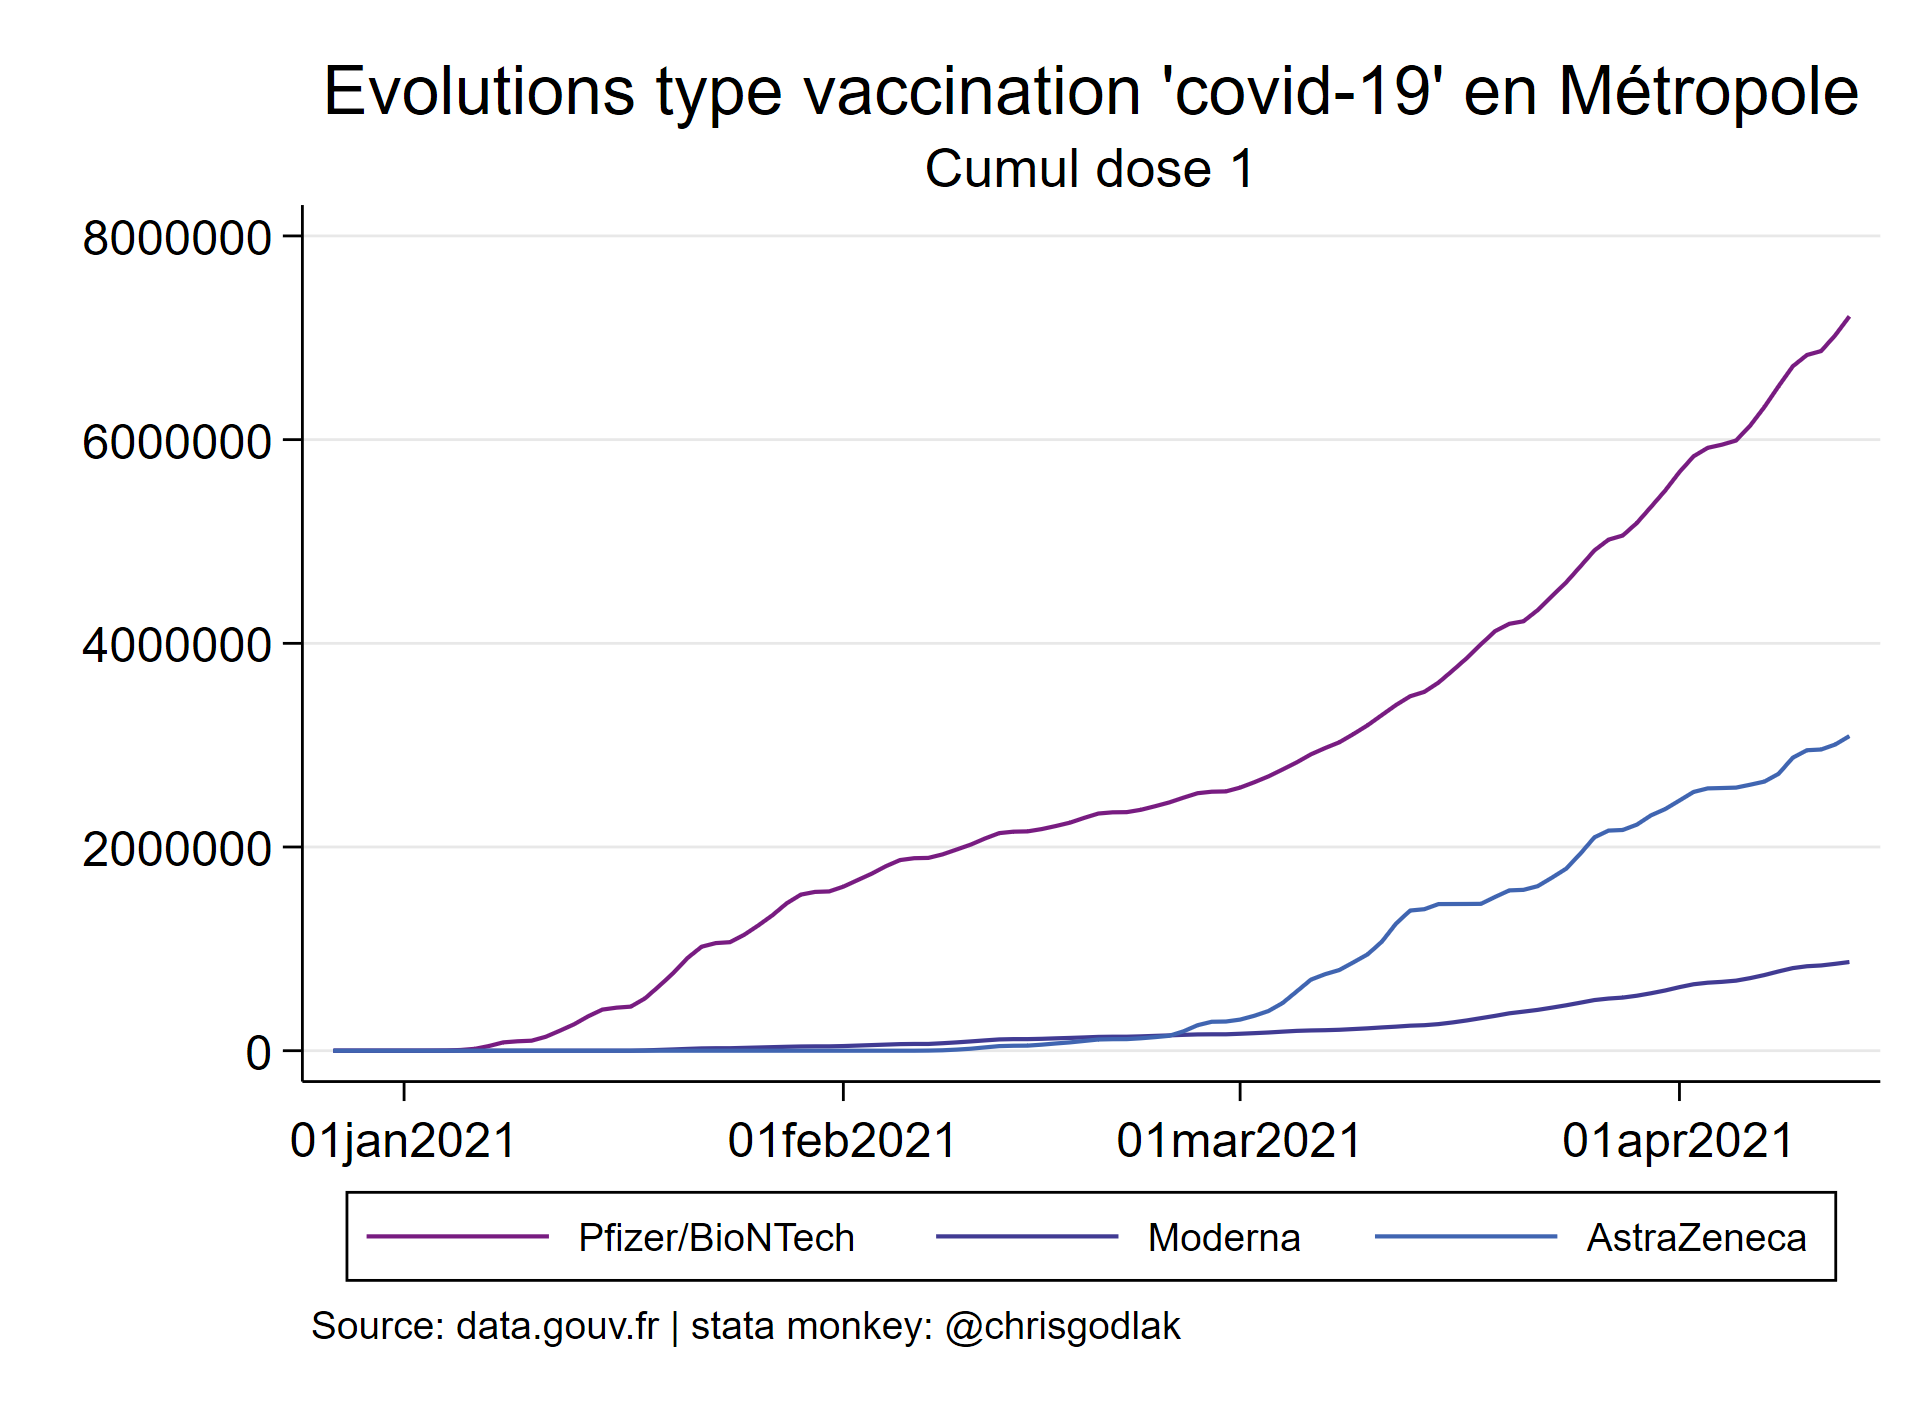 Evolutions type vaccination 'covid-19' en Métropole
Cumul dose 1
8000000
6000000
4000000
2000000
0
01jan2021 01feb2021 01mar2021 01apr2021
Pfizer/BioNTech Moderna AstraZeneca
Source: data.gouv.fr | stata monkey: @chrisgodlak